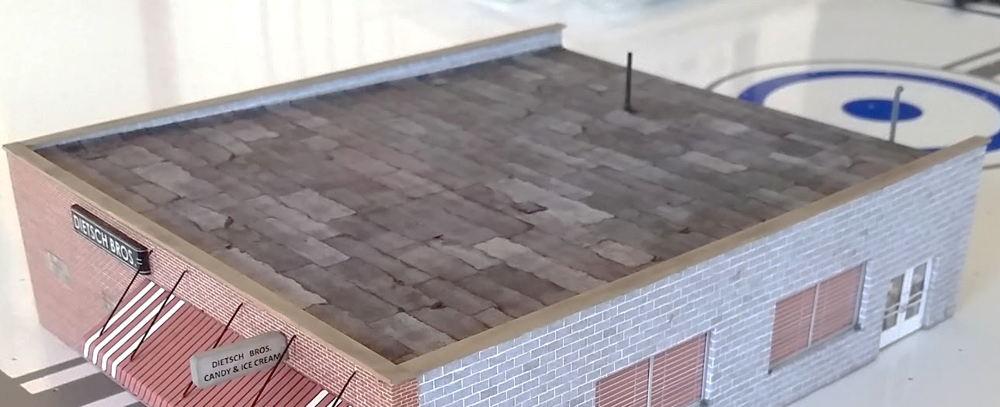 DIETSCH BROS.
DIETSCH BROS.
CANDY & ICE CREAM